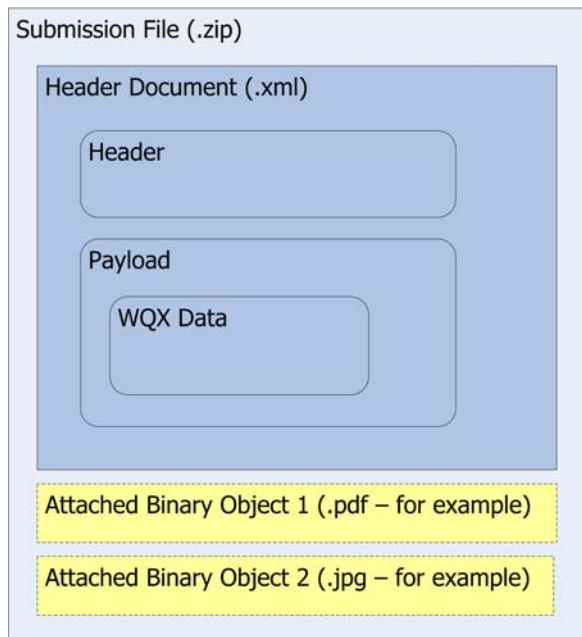 Submission File (.zip)
Header Document (.xml)
Header
Payload
WQX Data
Attached Binary Object 1 (.pdf – for example)
Attached Binary Object 2 (.jpg – for example)